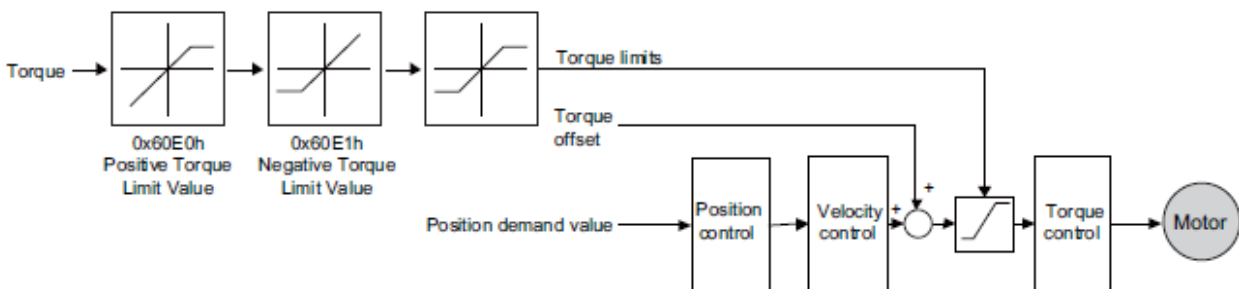 Torque
0x60E0h
Positive Torque
Limit Value
0x60E1h
Negative Torque
Limit Value
Torque limits
Torque
offset
+
Position demand value
Position
control
Velocity
control
+
Torque
control
Motor